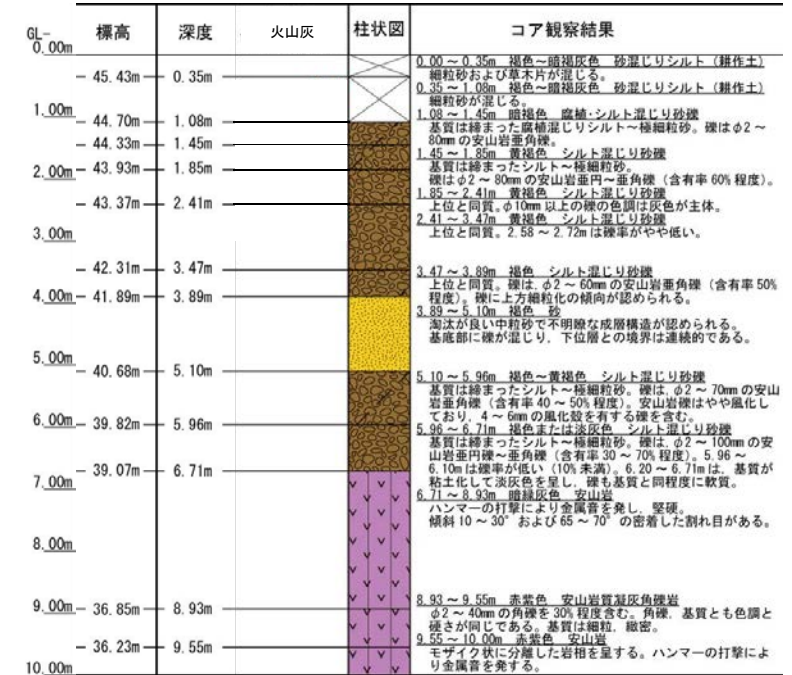 標高 深度 火山灰 柱状図 コア観察結果
GL-
0.00m
1.00m
2.00m
3.00m
4.00m
5.00m
6.00m
7.00m
8.00m
9.00m
10.00m
45.43m 0.35m
44.70m 1.08m
44.33m 1.45m
43.93m 1.85m
43.37m 2.41m
42.31m 3.47m
41.89m 3.89m
40.68m 5.10m
39.82m 5.96m
39.07m 6.71m
36.85m 8.93m
36.23m 9.55m
0.00～0.35m 褐色～暗褐灰色 砂混じりシルト（耕作土）
細粒砂および草木片が混じる。
0.35～1.08m 褐色～暗褐灰色 砂混じりシルト（耕作土）
細粒砂が混じる。
1.08～1.45m 暗褐色 腐植・シルト混じり砂礫
基質は締まった腐植混じりシルト～極細粒砂。礫はφ2～
80mmの安山岩亜角礫。
1.45～1.85m 黄褐色 シルト混じり砂礫
基質は締まったシルト～極細粒砂。
礫はφ2～80mmの安山岩亜円～亜角礫（含有率60%程度）。
1.85～2.41m 黄褐色 シルト混じり砂礫
上位と同質。φ10mm以上の礫の色調は灰色が主体。
2.41～3.47m 黄褐色 シルト混じり砂礫
上位と同質。2.58～2.72mは礫率がやや低い。
3.47～3.89m 褐色 シルト混じり砂礫
上位と同質。礫は，φ2～60mmの安山岩亜角礫（含有率50%
程度）。礫に上方細粒化の傾向が認められる。
3.89～5.10m 褐色 砂
淘汰が良い中粒砂で不明瞭な成層構造が認められる。
基底部に礫が混じり，下位層との境界は連続的である。
5.10～5.96m 褐色～黄褐色 シルト混じり砂礫
基質は締まったシルト～極細粒砂。礫は，φ2～70mmの安山
岩亜角礫（含有率40～50%程度）。安山岩礫はやや風化し
ており，4～6mmの風化殻を有する礫を含む。
5.96～6.71m 褐色または淡灰色 シルト混じり砂礫
基質は締まったシルト～極細粒砂。礫は，φ2～100mmの安
山岩亜円礫～亜角礫（含有率30～70%程度）。5.96～
6.10mは礫率が低い（10%未満）。6.20～6.71mは，基質が
粘土化して淡灰色を呈し，礫も基質と同程度に軟質。
6.71～8.93m 暗緑灰色 安山岩
ハンマーの打撃により金属音を発し，堅硬。
傾斜10～30°および65～70°の密着した割れ目がある。
8.93～9.55m 赤紫色 安山岩質凝灰角礫岩
φ2～40mmの角礫を30%程度含む。角礫，基質とも色調と
硬さが同じである。基質は細粒，緻密。
9.55～10.00m 赤紫色 安山岩
モザイク状に分離した岩相を呈する。ハンマーの打撃によ
り金属音を発する。